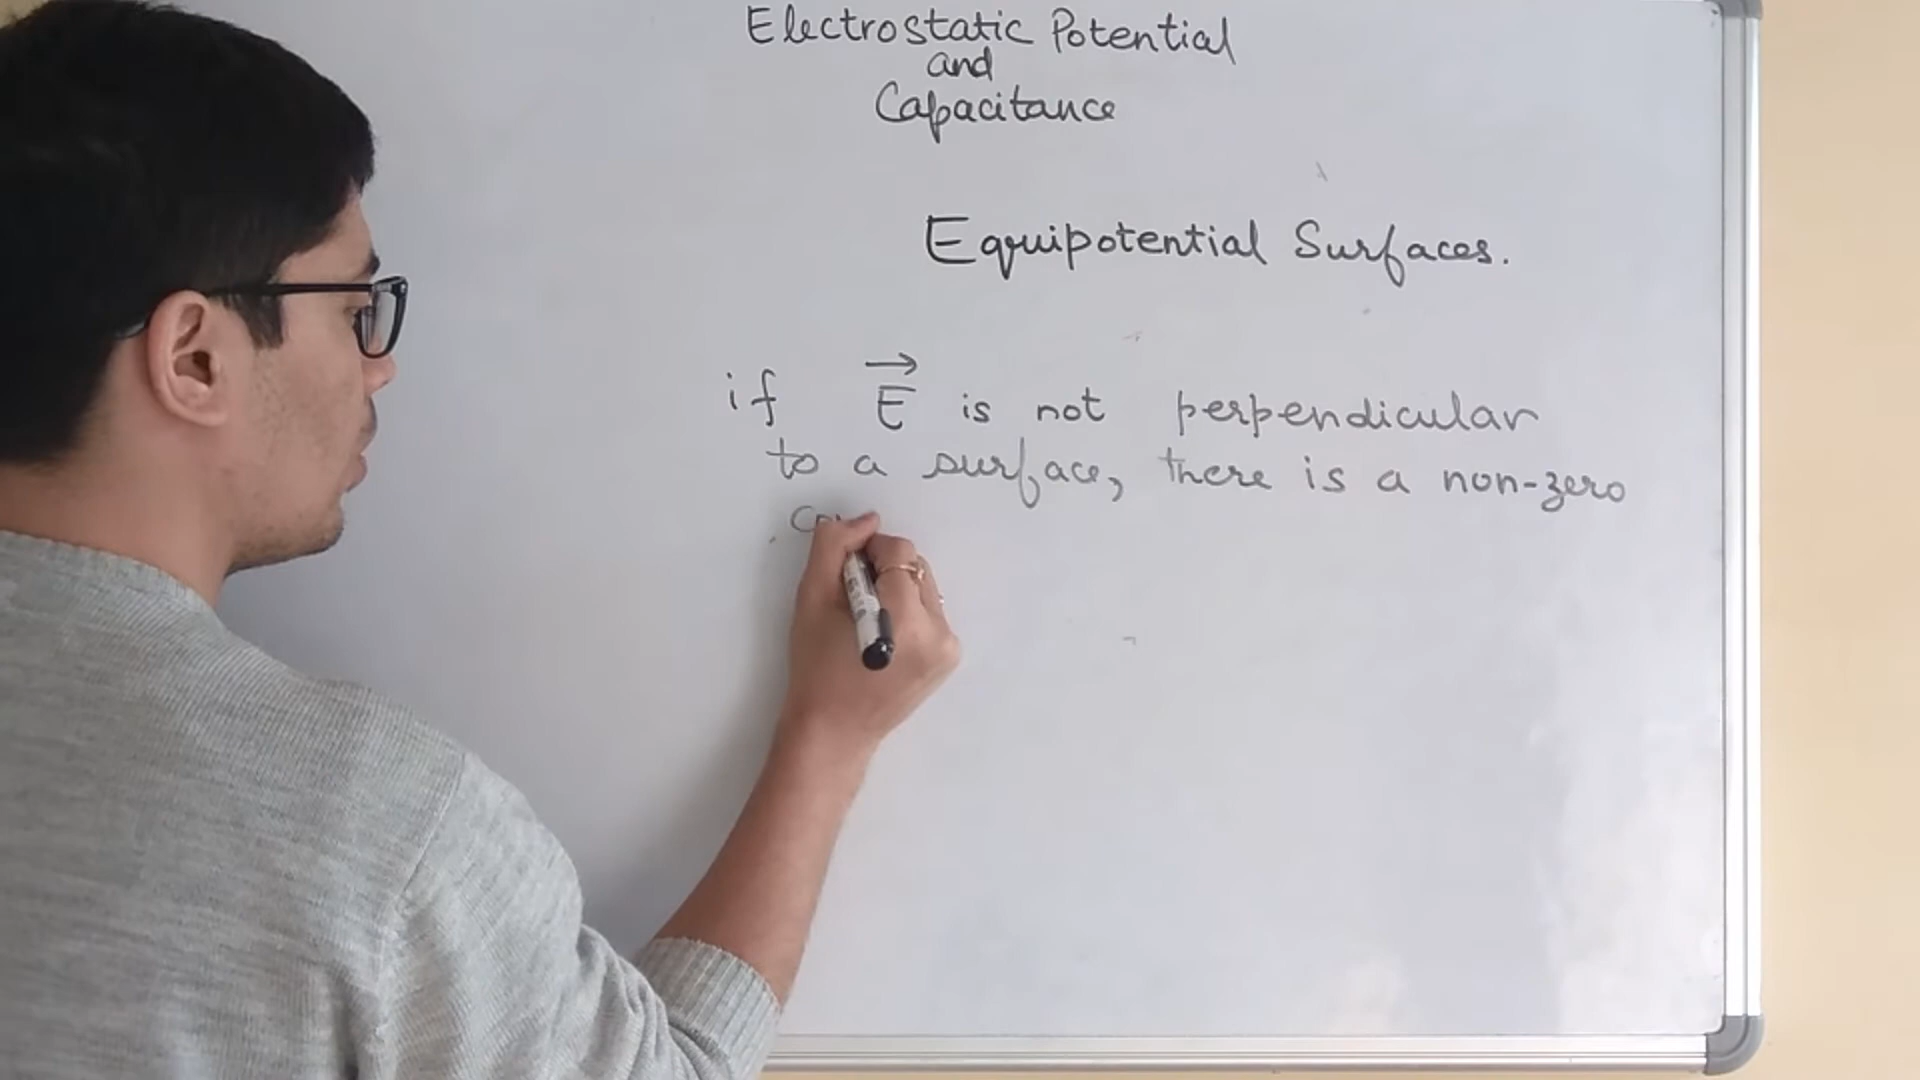 Electrostatic Potential
and
Capacitance
Equipotential Surfaces.
if E⃗ is not perpendicular
to a surface, there is a non-zero